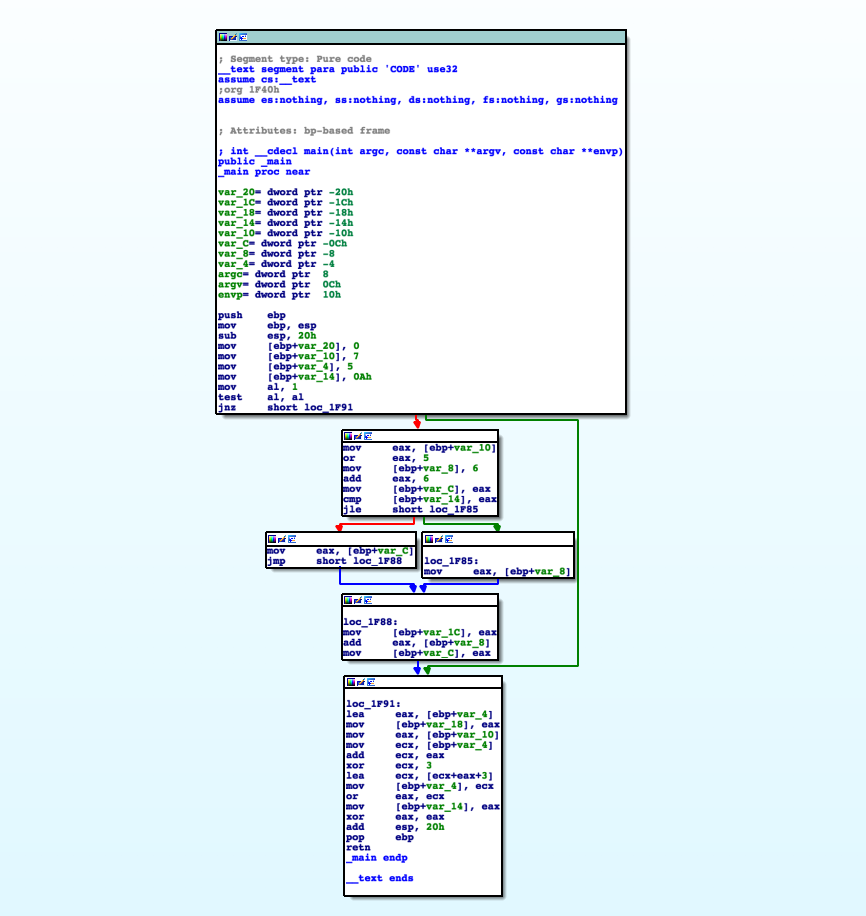 ; Segment type: Pure code
__text segment para public 'CODE' use32
assume cs:__text
;org 1F40h
assume es:nothing, ss:nothing, ds:nothing, fs:nothing, gs:nothing
; Attributes: bp-based frame
; int __cdecl main(int argc, const char **argv, const char **envp)
public _main
_main proc near
var_20= dword ptr -20h
var_1C= dword ptr -1Ch
var_18= dword ptr -18h
var_14= dword ptr -14h
var_10= dword ptr -10h
var_C= dword ptr -0Ch
var_8= dword ptr -8
var_4= dword ptr -4
argc= dword ptr  8
argv= dword ptr  0Ch
envp= dword ptr  10h
push    ebp
mov     ebp, esp
sub     esp, 20h
mov     [ebp+var_20], 0
mov     [ebp+var_10], 7
mov     [ebp+var_4], 5
mov     [ebp+var_14], 0Ah
mov     al, 1
test    al, al
jnz     short loc_1F91
mov     eax, [ebp+var_10]
or      eax, 5
mov     [ebp+var_8], 6
add     eax, 6
mov     [ebp+var_C], eax
cmp     [ebp+var_14], eax
jle     short loc_1F85
mov     eax, [ebp+var_C]
jmp     short loc_1F88
loc_1F85:
mov     eax, [ebp+var_8]
loc_1F88:
mov     [ebp+var_1C], eax
add     eax, [ebp+var_8]
mov     [ebp+var_C], eax
loc_1F91:
lea     eax, [ebp+var_4]
mov     [ebp+var_18], eax
mov     eax, [ebp+var_10]
mov     ecx, [ebp+var_4]
add     ecx, eax
xor     ecx, 3
lea     ecx, [ecx+eax+3]
mov     [ebp+var_4], ecx
or      eax, ecx
mov     [ebp+var_14], eax
xor     eax, eax
add     esp, 20h
pop     ebp
retn
_main endp
__text ends